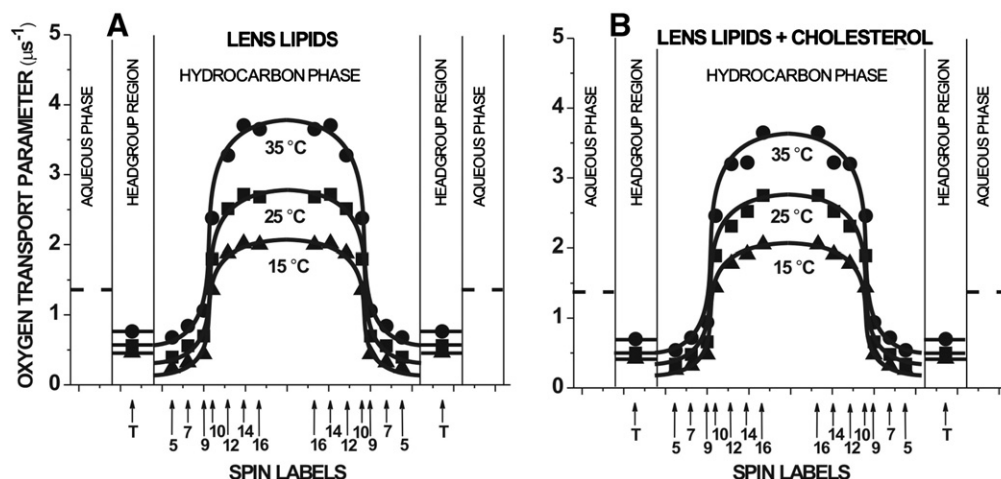 A
LENS LIPIDS
OXYGEN TRANSPORT PARAMETER (μs⁻¹)
5
4
3
2
1
0
AQUEOUS PHASE
HEADGROUP REGION
HYDROCARBON PHASE
HEADGROUP REGION
AQUEOUS PHASE
35 °C
25 °C
15 °C
T
5
7
9
10
12
14
16
16
14
12
10
9
7
5
T
SPIN LABELS
B
LENS LIPIDS + CHOLESTEROL
5
4
3
2
1
0
AQUEOUS PHASE
HEADGROUP REGION
HYDROCARBON PHASE
HEADGROUP REGION
AQUEOUS PHASE
35 °C
25 °C
15 °C
T
5
7
9
10
12
14
16
16
14
12
10
9
7
5
T
SPIN LABELS